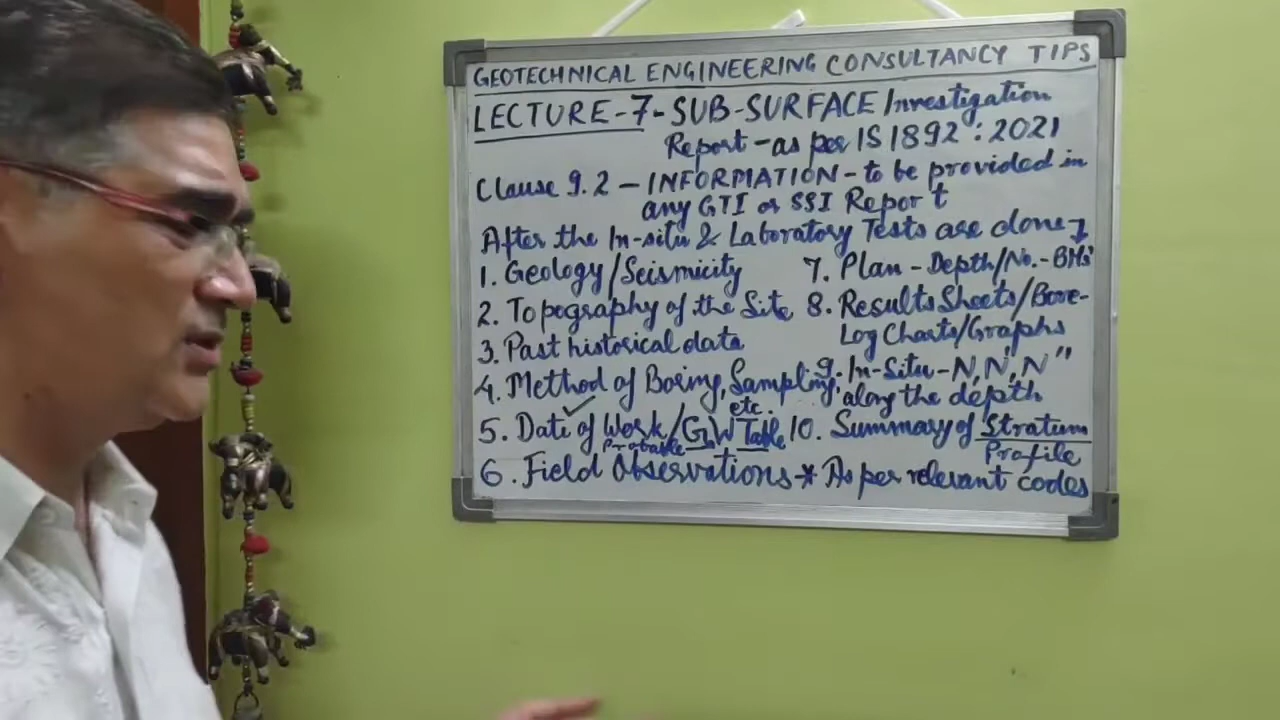 GEOTECHNICAL ENGINEERING CONSULTANCY TIPS
LECTURE-7-SUB-SURFACE Investigation
Report-as per IS 1892:2021
Clause 9.2 - INFORMATION - to be provided in
any GTI or SSI Report
After the In-situ & Laboratory Tests are done
1. Geology/Seismicity
2. Topography of the Site
3. Past historical data
4. Method of Boring, Sampling
etc.
5. Date of Work/G.W Table
Probable
6. Field Observations-* As per relevant codes
7. Plan - Depth/No.-BHs'
8. Results Sheets/Bore-
Log Charts/Graphs
9. In-Situ-N,N',N"
along the depth
10. Summary of Stratum
Profile